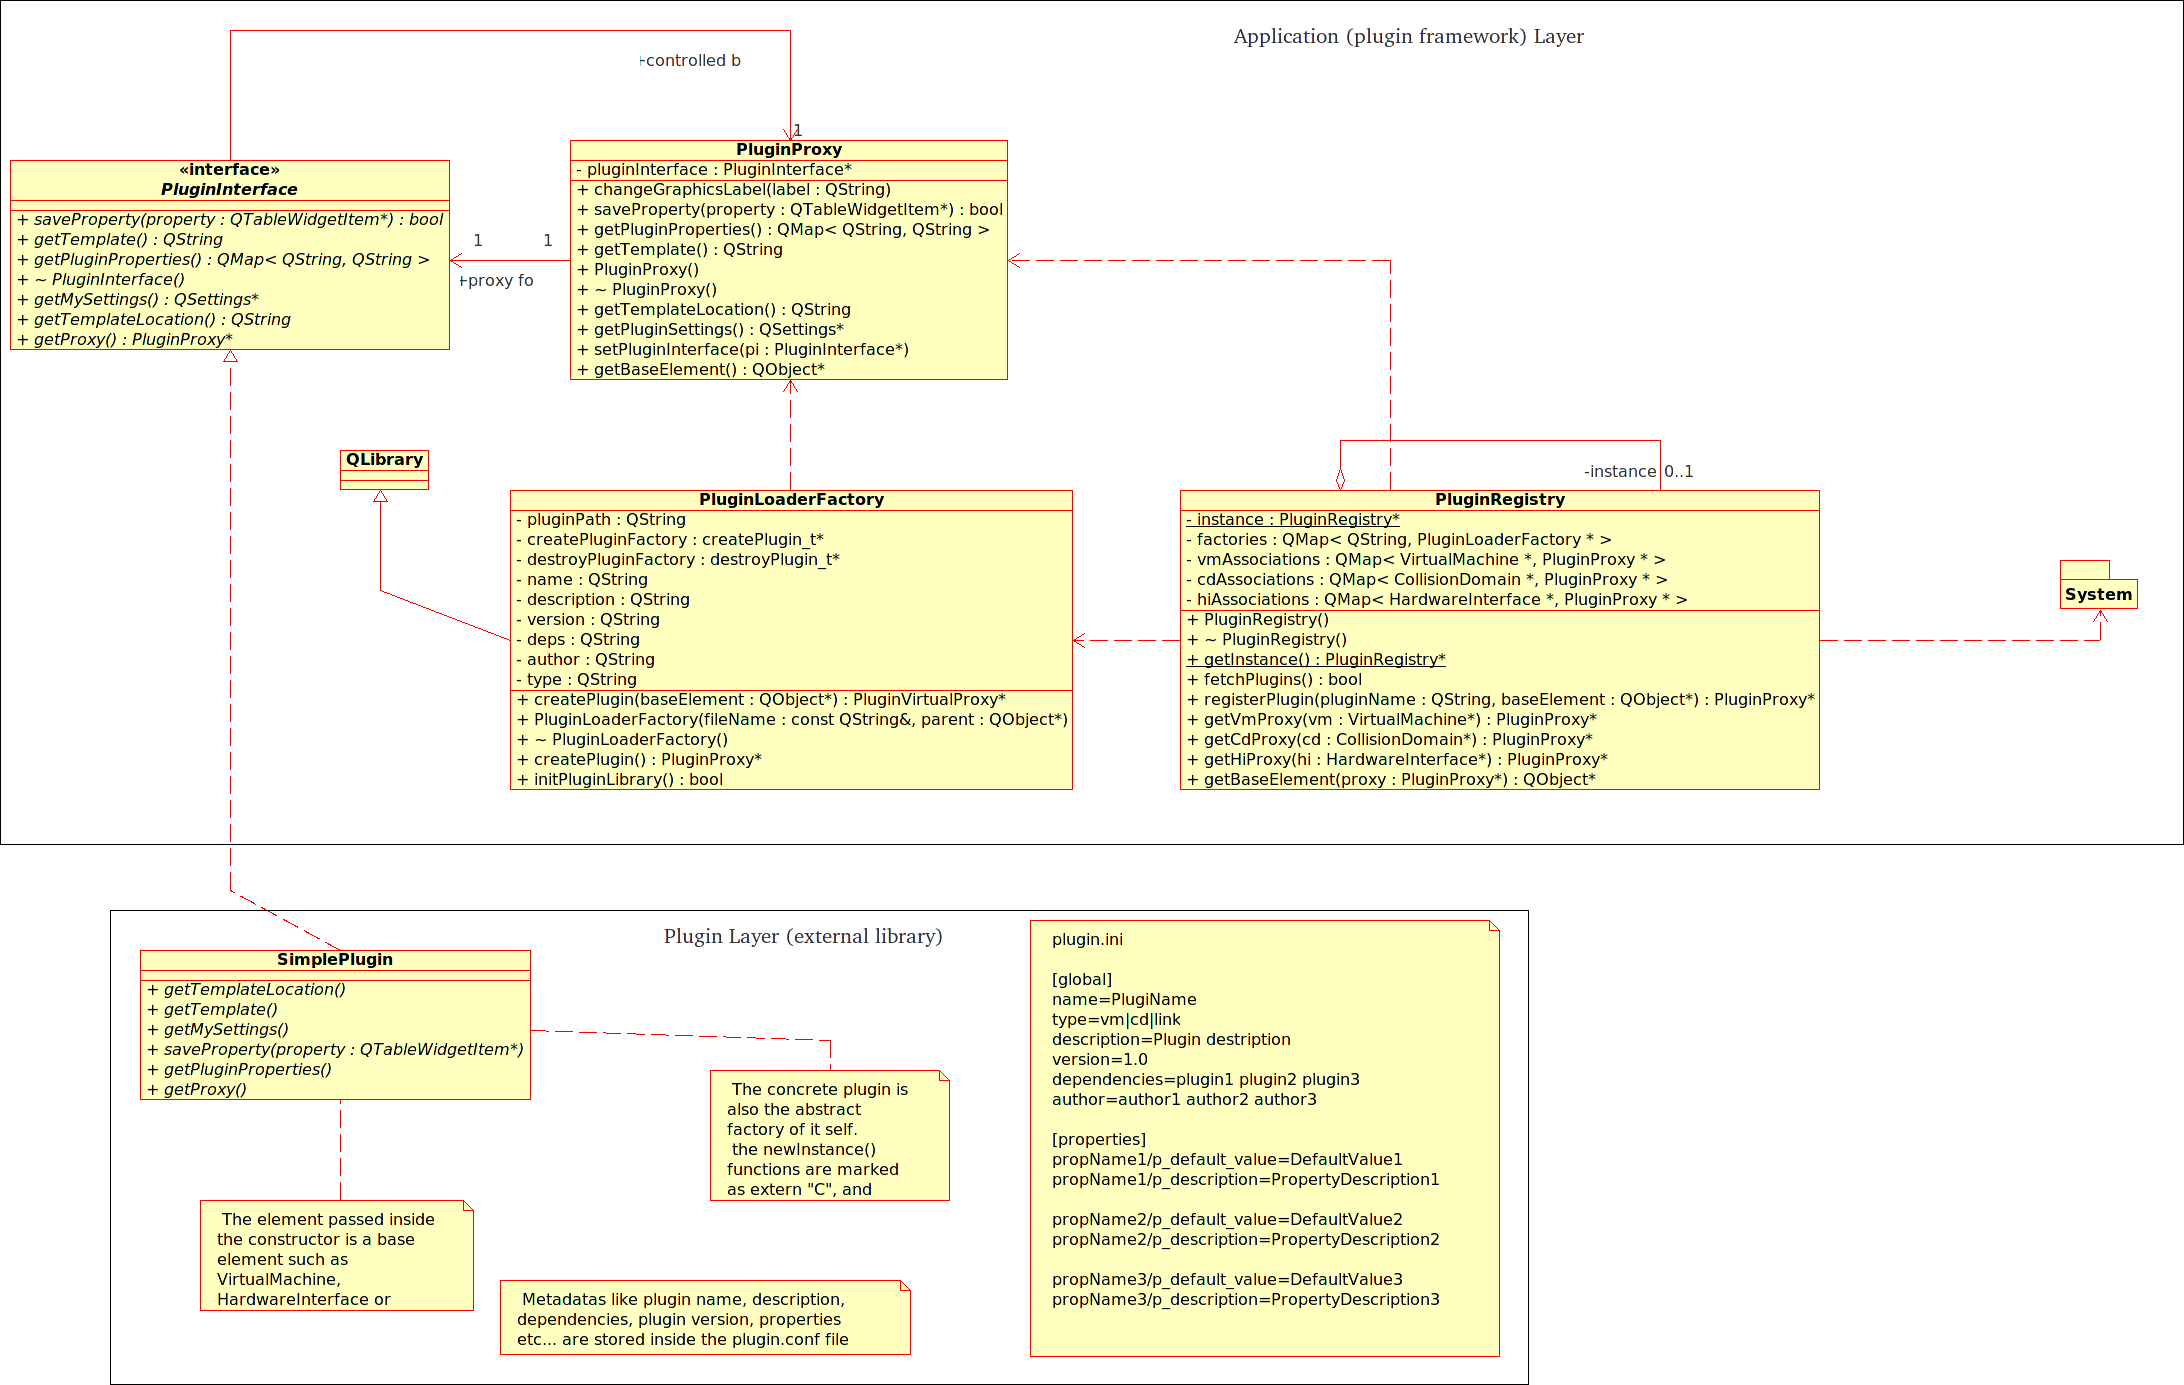 Application (plugin framework) Layer
+controlled b
1
«interface»
PluginInterface
+ saveProperty(property : QTableWidgetItem*) : bool
+ getTemplate() : QString
+ getPluginProperties() : QMap< QString, QString >
+ ~ PluginInterface()
+ getMySettings() : QSettings*
+ getTemplateLocation() : QString
+ getProxy() : PluginProxy*
1
1
+proxy fo
PluginProxy
- pluginInterface : PluginInterface*
+ changeGraphicsLabel(label : QString)
+ saveProperty(property : QTableWidgetItem*) : bool
+ getPluginProperties() : QMap< QString, QString >
+ getTemplate() : QString
+ PluginProxy()
+ ~ PluginProxy()
+ getTemplateLocation() : QString
+ getPluginSettings() : QSettings*
+ setPluginInterface(pi : PluginInterface*)
+ getBaseElement() : QObject*
QLibrary
PluginLoaderFactory
- pluginPath : QString
- createPluginFactory : createPlugin_t*
- destroyPluginFactory : destroyPlugin_t*
- name : QString
- description : QString
- version : QString
- deps : QString
- author : QString
- type : QString
+ createPlugin(baseElement : QObject*) : PluginVirtualProxy*
+ PluginLoaderFactory(fileName : const QString&, parent : QObject*)
+ ~ PluginLoaderFactory()
+ createPlugin() : PluginProxy*
+ initPluginLibrary() : bool
-instance 0..1
PluginRegistry
- instance : PluginRegistry*
- factories : QMap< QString, PluginLoaderFactory * >
- vmAssociations : QMap< VirtualMachine *, PluginProxy * >
- cdAssociations : QMap< CollisionDomain *, PluginProxy * >
- hiAssociations : QMap< HardwareInterface *, PluginProxy * >
+ PluginRegistry()
+ ~ PluginRegistry()
+ getInstance() : PluginRegistry*
+ fetchPlugins() : bool
+ registerPlugin(pluginName : QString, baseElement : QObject*) : PluginProxy*
+ getVmProxy(vm : VirtualMachine*) : PluginProxy*
+ getCdProxy(cd : CollisionDomain*) : PluginProxy*
+ getHiProxy(hi : HardwareInterface*) : PluginProxy*
+ getBaseElement(proxy : PluginProxy*) : QObject*
System
Plugin Layer (external library)
SimplePlugin
+ getTemplateLocation()
+ getTemplate()
+ getMySettings()
+ saveProperty(property : QTableWidgetItem*)
+ getPluginProperties()
+ getProxy()
The concrete plugin is
also the abstract
factory of it self.
the newInstance()
functions are marked
as extern "C", and
The element passed inside
the constructor is a base
element such as
VirtualMachine,
HardwareInterface or
Metadatas like plugin name, description,
dependencies, plugin version, properties
etc... are stored inside the plugin.conf file
plugin.ini
[global]
name=PlugiName
type=vm|cd|link
description=Plugin destription
version=1.0
dependencies=plugin1 plugin2 plugin3
author=author1 author2 author3
[properties]
propName1/p_default_value=DefaultValue1
propName1/p_description=PropertyDescription1
propName2/p_default_value=DefaultValue2
propName2/p_description=PropertyDescription2
propName3/p_default_value=DefaultValue3
propName3/p_description=PropertyDescription3